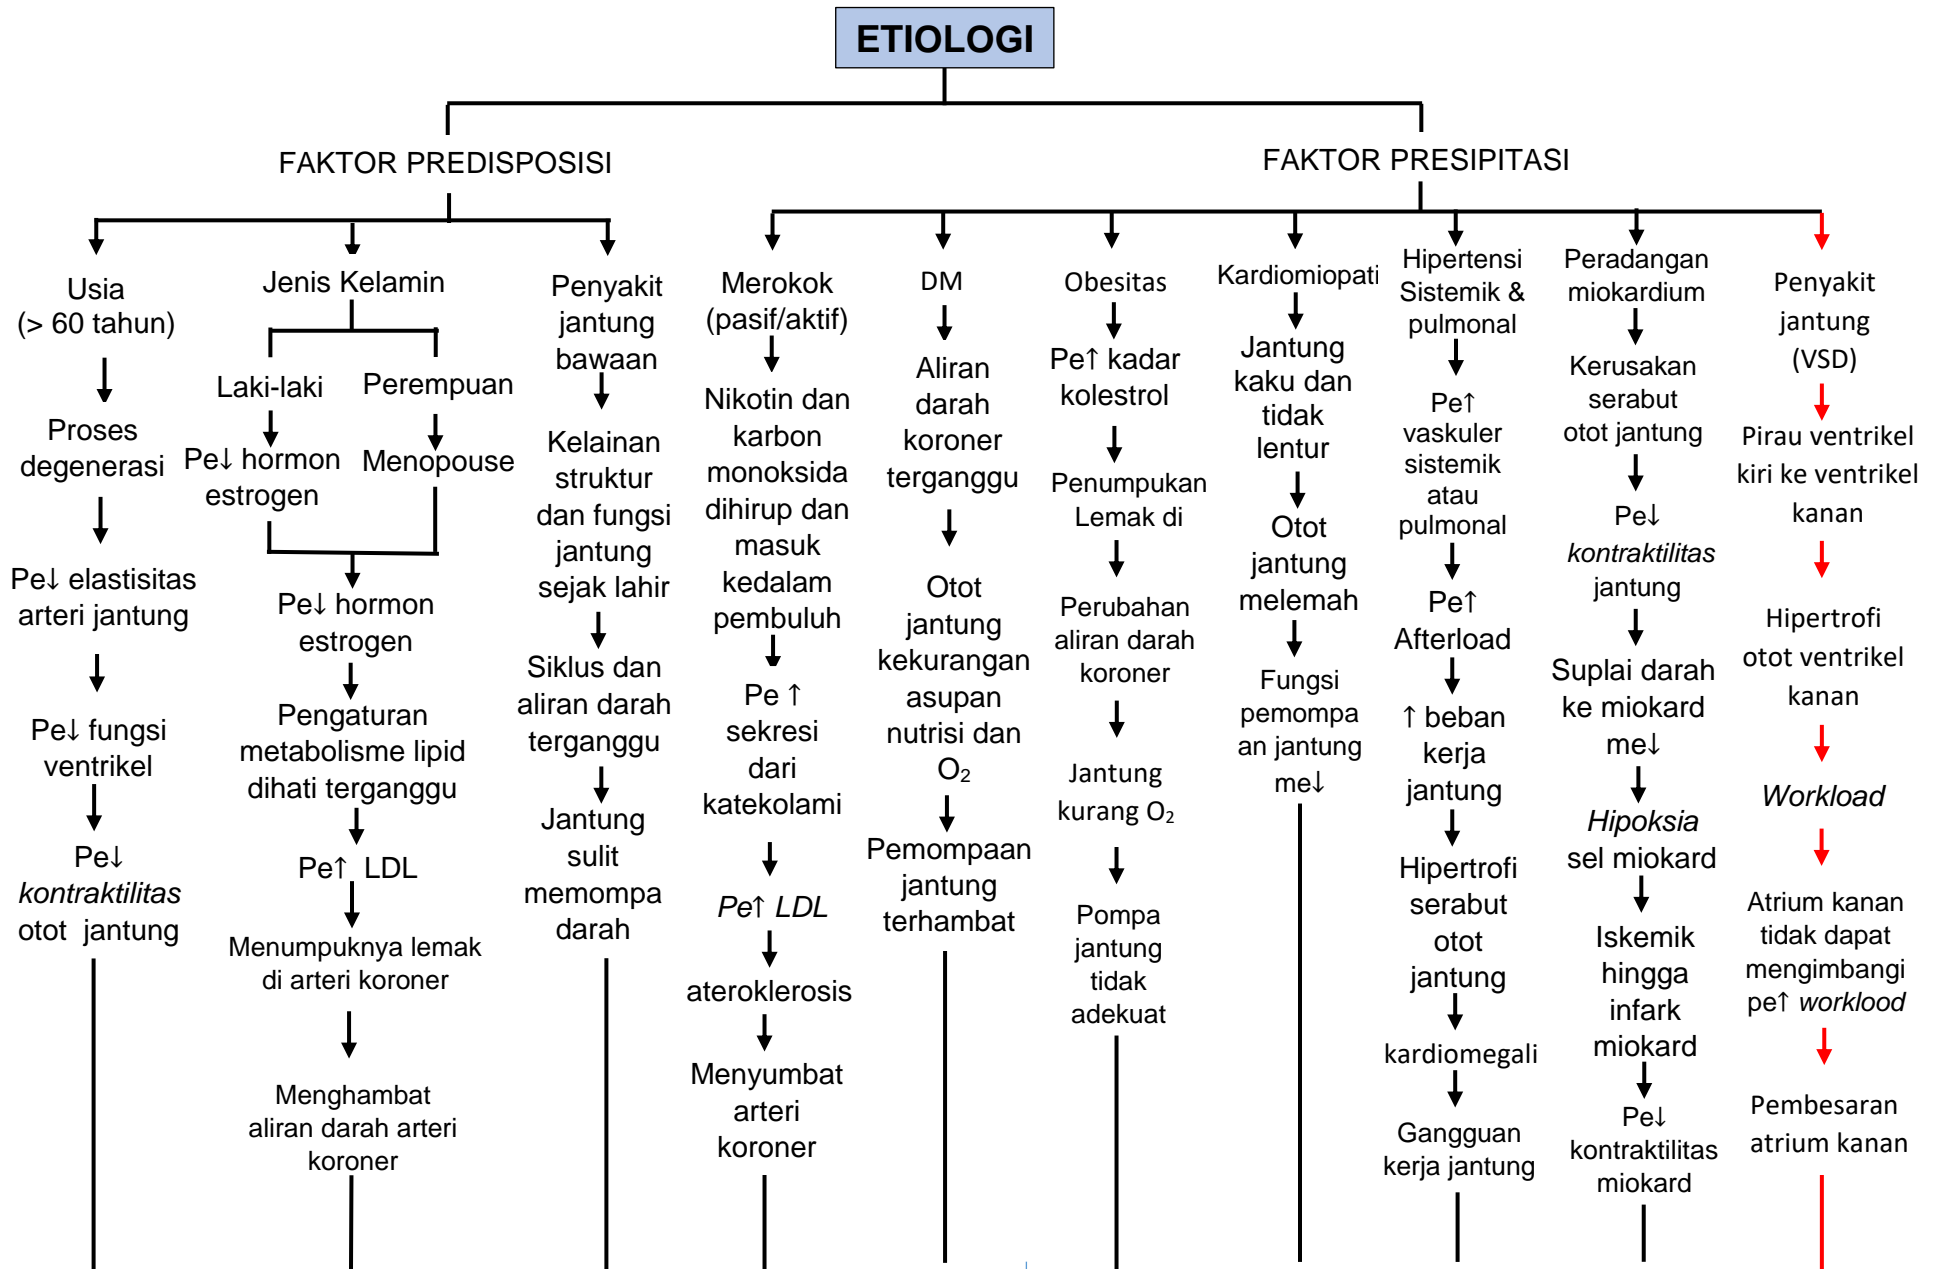 ETIOLOGI
FAKTOR PREDISPOSISI
FAKTOR PRESIPITASI
Usia
(> 60 tahun)
Proses
degenerasi
Pe↓ elastisitas
arteri jantung
Pe↓ fungsi
ventrikel
Pe↓
kontraktilitas
otot jantung
Jenis Kelamin
Laki-laki
Pe↓ hormon
estrogen
Perempuan
Menopouse
Pe↓ hormon
estrogen
Pengaturan
metabolisme lipid
dihati terganggu
Pe↑ LDL
Menumpuknya lemak
di arteri koroner
Menghambat
aliran darah arteri
koroner
Penyakit
jantung
bawaan
Kelainan
struktur
dan fungsi
jantung
sejak lahir
Siklus dan
aliran darah
terganggu
Jantung
sulit
memompa
darah
Merokok
(pasif/aktif)
Nikotin dan
karbon
monoksida
dihirup dan
masuk
kedalam
pembuluh
Pe ↑
sekresi
dari
katekolami
Pe↑ LDL
ateroklerosis
Menyumbat
arteri
koroner
DM
Aliran
darah
koroner
terganggu
Otot
jantung
kekurangan
asupan
nutrisi dan
O2
Pemompaan
jantung
terhambat
Obesitas
Pe↑ kadar
kolestrol
Penumpukan
Lemak di
Perubahan
aliran darah
koroner
Jantung
kurang O2
Pompa
jantung
tidak
adekuat
Kardiomiopati
Jantung
kaku dan
tidak
lentur
Otot
jantung
melemah
Fungsi
pemompa
an jantung
me↓
Hipertensi
Sistemik &
pulmonal
Pe↑
vaskuler
sistemik
atau
pulmonal
Pe↑
Afterload
↑ beban
kerja
jantung
Hipertrofi
serabut
otot
jantung
kardiomegali
Gangguan
kerja jantung
Peradangan
miokardium
Kerusakan
serabut
otot jantung
Pe↓
kontraktilitas
jantung
Suplai darah
ke miokard
me↓
Hipoksia
sel miokard
Iskemik
hingga
infark
miokard
Pe↓
kontraktilitas
miokard
Penyakit
jantung
(VSD)
Pirau ventrikel
kiri ke ventrikel
kanan
Hipertrofi
otot ventrikel
kanan
Workload
Atrium kanan
tidak dapat
mengimbangi
pe↑ worklood
Pembesaran
atrium kanan